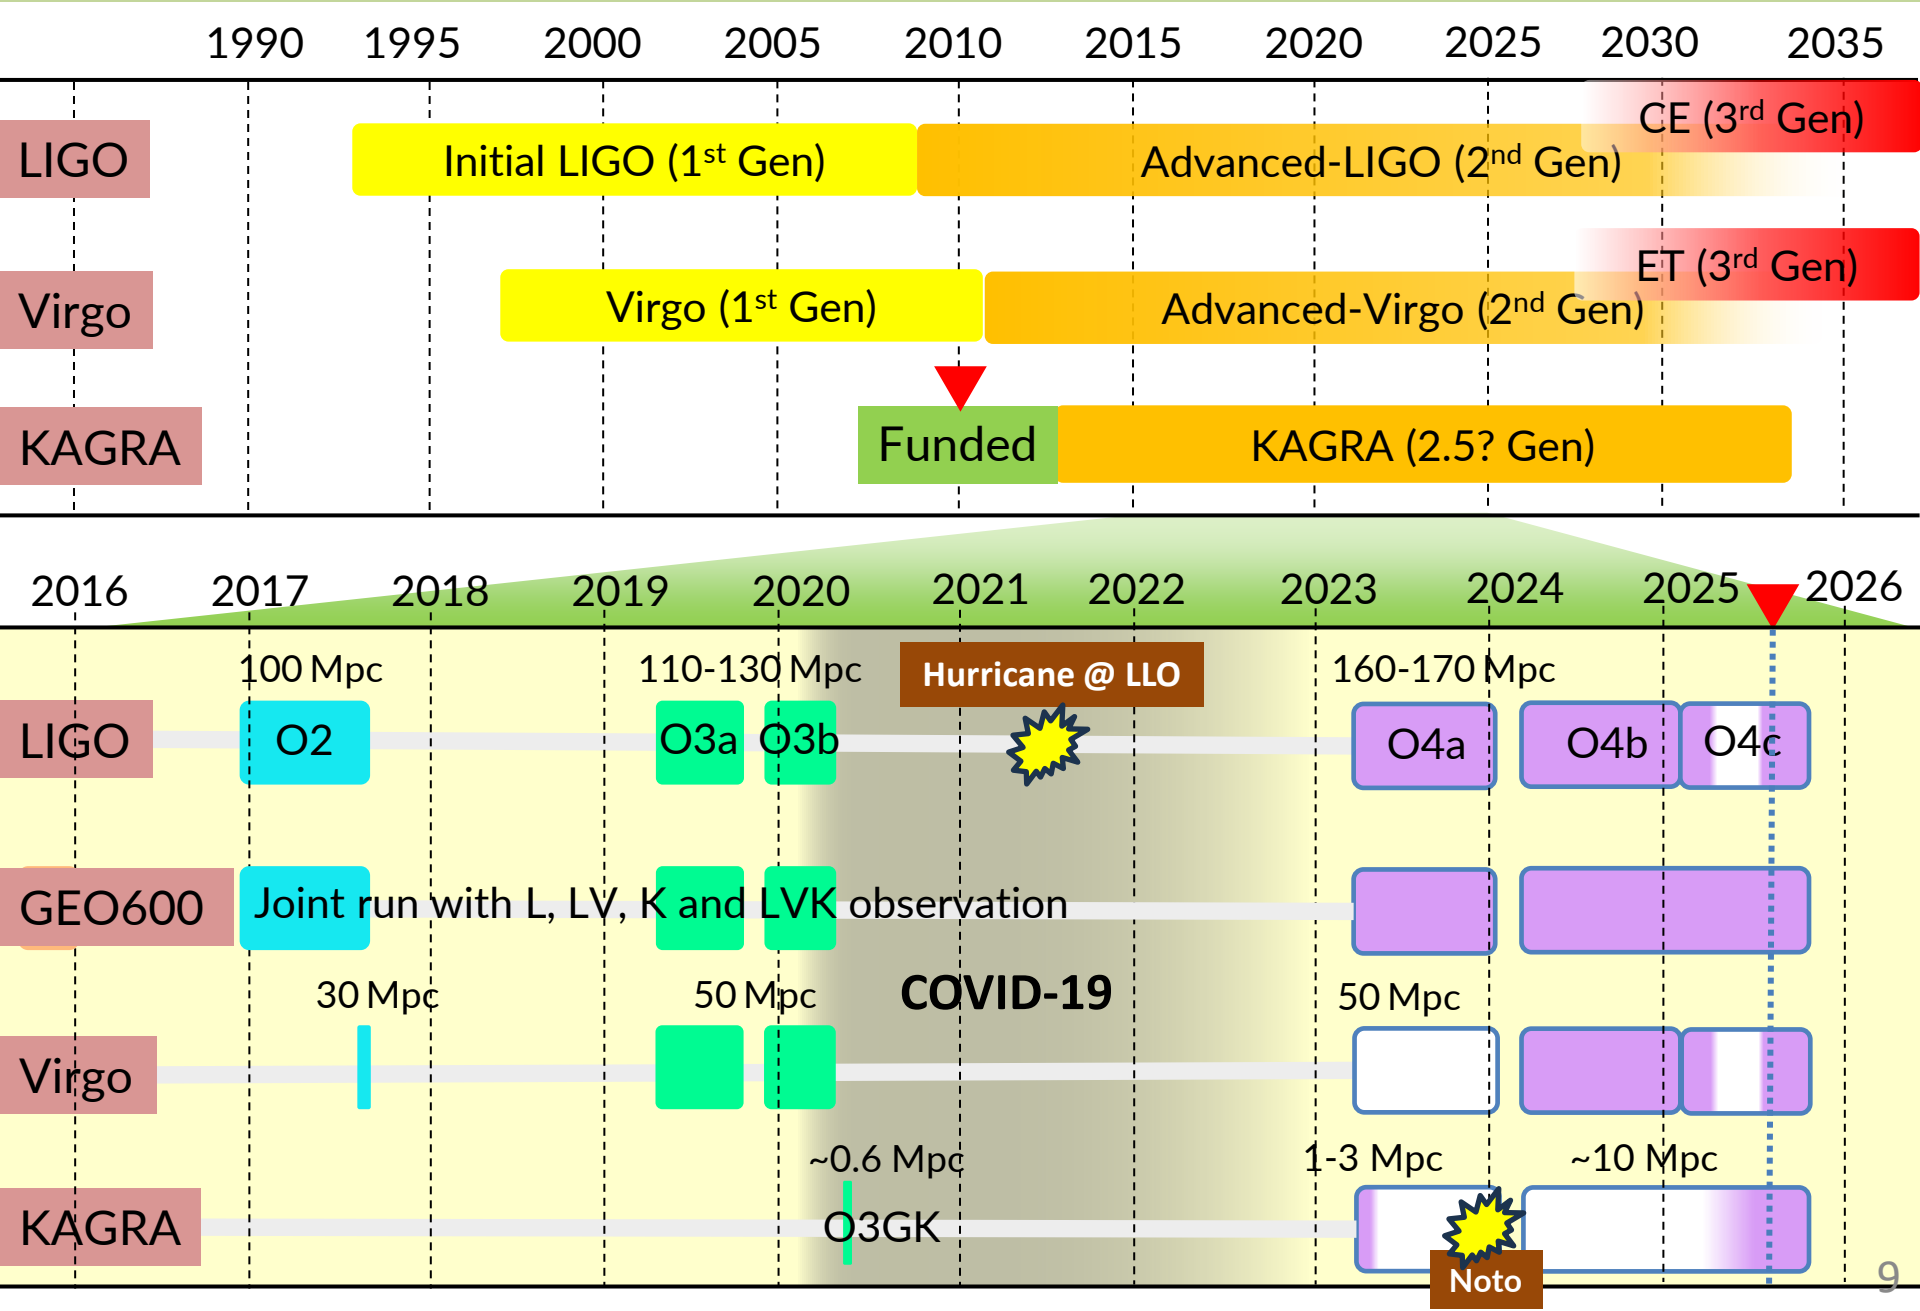 1990 1995 2000 2005 2010 2015 2020 2025 2030 2035
CE (3rd Gen)
LIGO Initial LIGO (1st Gen) Advanced-LIGO (2nd Gen)
ET (3rd Gen)
Virgo Virgo (1st Gen) Advanced-Virgo (2nd Gen)
KAGRA Funded KAGRA (2.5? Gen)
2016 2017 2018 2019 2020 2021 2022 2023 2024 2025 2026
100 Mpc 110-130 Mpc Hurricane @ LLO 160-170 Mpc
LIGO O2 O3a O3b O4a O4b O4c
GEO600 Joint run with L, LV, K and LVK observation
30 Mpc 50 Mpc COVID-19 50 Mpc
Virgo
~0.6 Mpc 1-3 Mpc ~10 Mpc
KAGRA O3GK
Noto 9